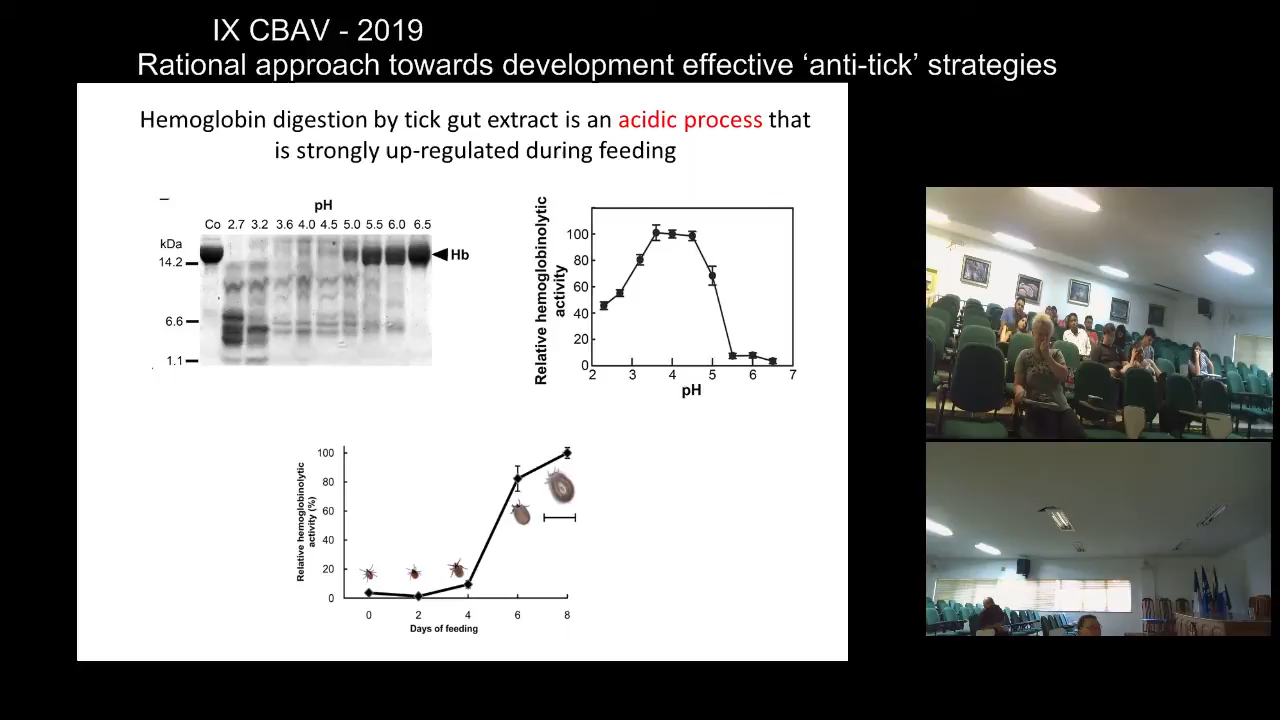 IX CBAV - 2019
Rational approach towards development effective ‘anti-tick’ strategies
Hemoglobin digestion by tick gut extract is an acidic process that
is strongly up-regulated during feeding
pH
Co 2.7 3.2 3.6 4.0 4.5 5.0 5.5 6.0 6.5
kDa
14.2
Hb
6.6
1.1
Relative hemoglobinolytic
activity
100
80
60
40
20
0
2 3 4 5 6 7
pH
Relative hemoglobinolytic
activity (%)
100
80
60
40
20
0
0 2 4 6 8
Days of feeding